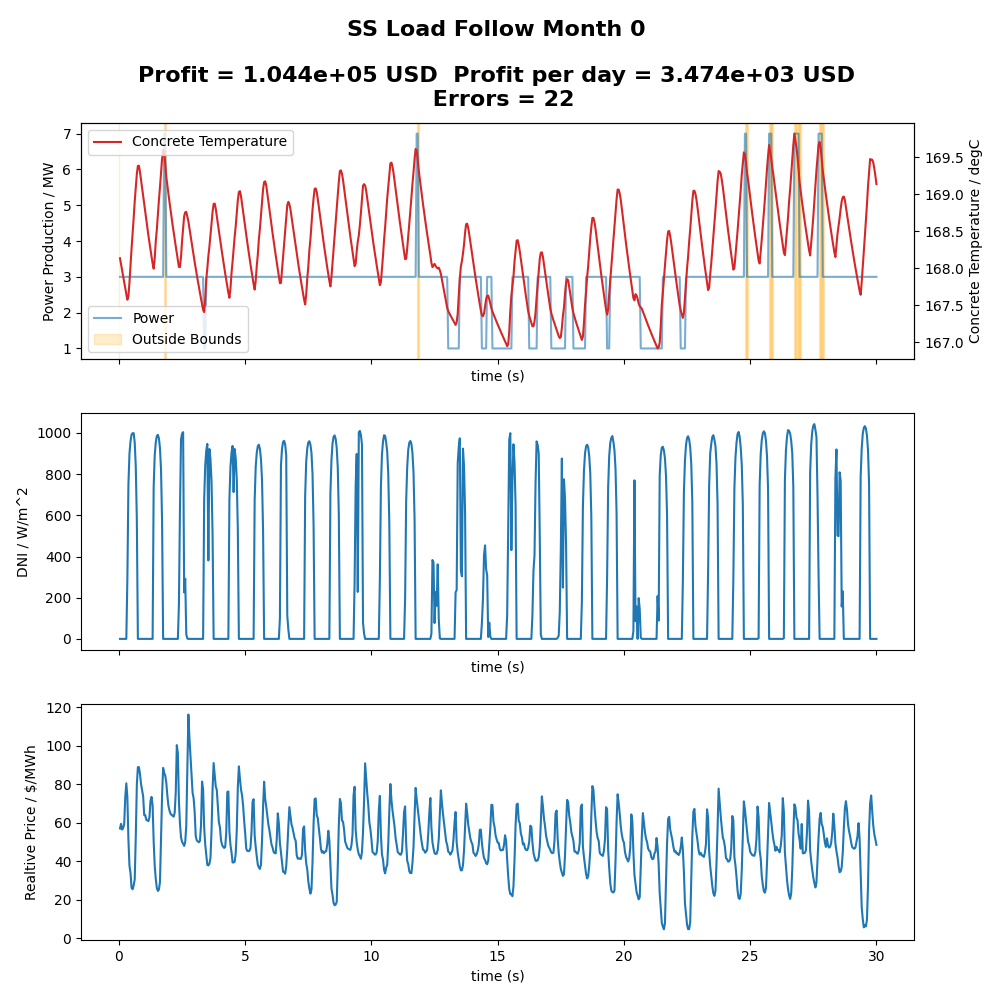 SS Load Follow Month 0
Profit = 1.044e+05 USD  Profit per day = 3.474e+03 USD
Errors = 22
Power Production / MW
7
6
5
4
3
2
1
Concrete Temperature
Power
Outside Bounds
169.5
169.0
168.5
168.0
167.5
167.0
Concrete Temperature / degC
time (s)
DNI / W/m^2
1000
800
600
400
200
0
time (s)
Realtive Price / $/MWh
120
100
80
60
40
20
0
0 5 10 15 20 25 30
time (s)